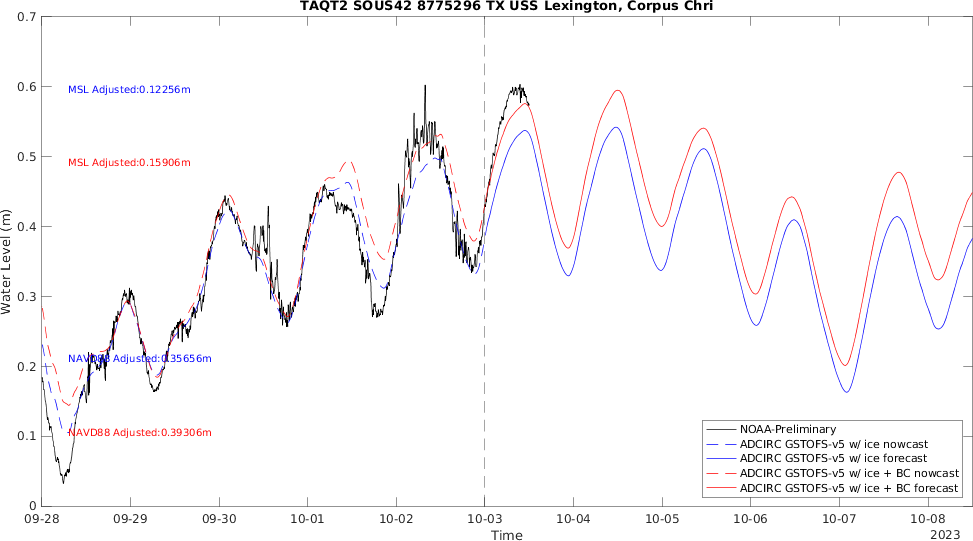 TAQT2 SOUS42 8775296 TX USS Lexington, Corpus Chri
0.7
0.6
0.5
0.4
0.3
0.2
0.1
0
Water Level (m)
MSL Adjusted:0.12256m
MSL Adjusted:0.15906m
NAVD88 Adjusted:0.35656m
NAVD88 Adjusted:0.39306m
NOAA-Preliminary
ADCIRC GSTOFS-v5 w/ ice nowcast
ADCIRC GSTOFS-v5 w/ ice forecast
ADCIRC GSTOFS-v5 w/ ice + BC nowcast
ADCIRC GSTOFS-v5 w/ ice + BC forecast
09-28 09-29 09-30 10-01 10-02 10-03 10-04 10-05 10-06 10-07 10-08
Time
2023